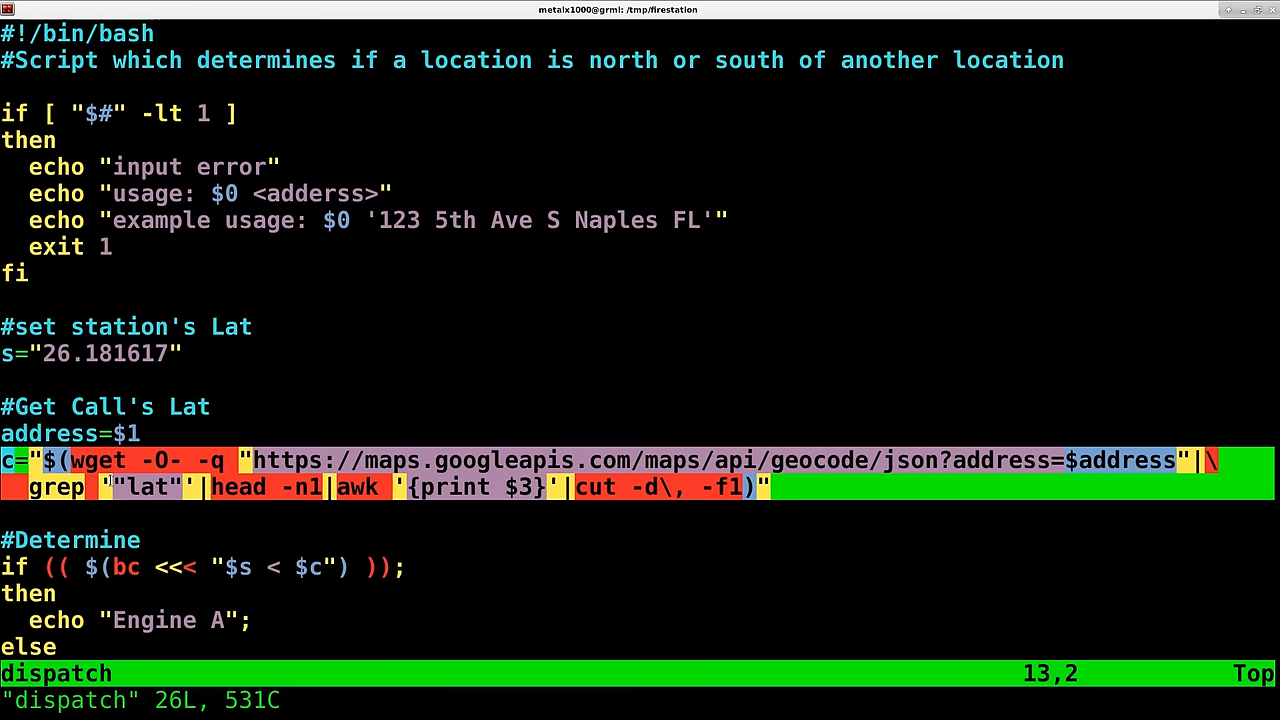 metalx1000@grml: /tmp/firestation
#!/bin/bash
#Script which determines if a location is north or south of another location
if [ "$#" -lt 1 ]
then
  echo "input error"
  echo "usage: $0 <adderss>"
  echo "example usage: $0 '123 5th Ave S Naples FL'"
  exit 1
fi
#set station's Lat
s="26.181617"
#Get Call's Lat
address=$1
c="$(wget -O- -q "https://maps.googleapis.com/maps/api/geocode/json?address=$address"|\
  grep '"lat"'|head -n1|awk '{print $3}'|cut -d\, -f1)"
#Determine
if (( $(bc <<< "$s < $c") ));
then
  echo "Engine A";
else
dispatch 13,2 Top
"dispatch" 26L, 531C